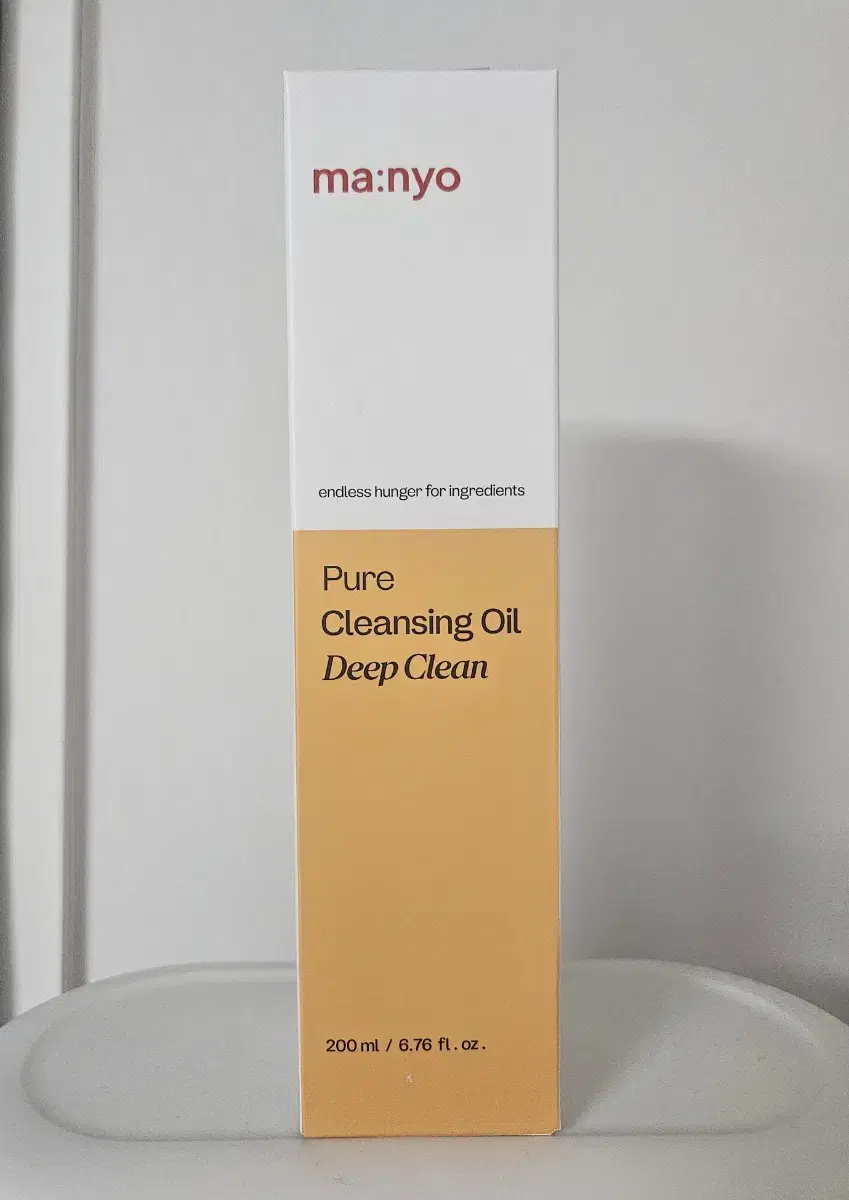 ma:nyo
endless hunger for ingredients
Pure
Cleansing Oil
Deep Clean
200 ml / 6.76 fl. oz.